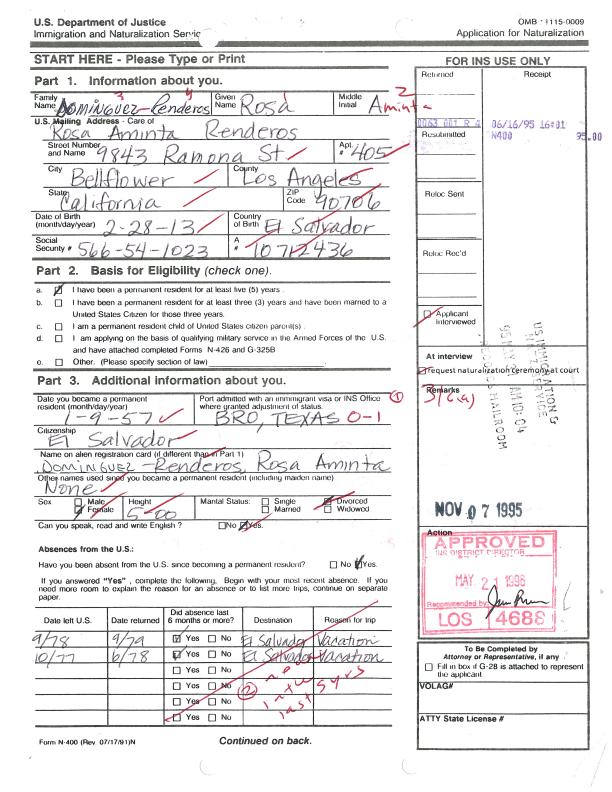 U.S. Department of Justice
Immigration and Naturalization Servic
OMB 1115-0009
Application for Naturalization
START HERE - Please Type or Print
FOR INS USE ONLY
Part 1. Information about you.
Family Name DOMINGUEZ-Renderos 3 4
Given Name Rosa 1
Middle Initial Aminta 2
U.S. Mailing Address - Care of
Rosa Aminta Renderos
Street Number and Name 9843 Ramona St
Apt. # 405
City Bellflower
County Los Angeles
State California
ZIP Code 90706
Date of Birth (month/day/year) 2-28-13
Country of Birth El Salvador
Social Security # 566-54-1023
A # 10712436
Part 2. Basis for Eligibility (check one).
a. I have been a permanent resident for at least five (5) years.
b. I have been a permanent resident for at least three (3) years and have been married to a
United States Citizen for those three years.
c. I am a permanent resident child of United States citizen parent(s).
d. I am applying on the basis of qualifying military service in the Armed Forces of the U.S.
and have attached completed Forms N-426 and G-325B
e. Other. (Please specify section of law)
Part 3. Additional information about you.
Date you became a permanent resident (month/day/year)
1-9-57
Port admitted with an immigrant visa or INS Office where granted adjustment of status.
BRO, TEXAS 0-1
1
Citizenship
El Salvador
Name on alien registration card (if different than in Part 1)
DOMINGUEZ-Renderos, Rosa Aminta
Other names used since you became a permanent resident (including maiden name)
None
Sex Male Female
Height 5-00
Marital Status: Single Married Divorced Widowed
Can you speak, read and write English? No Yes.
Absences from the U.S.:
Have you been absent from the U.S. since becoming a permanent resident? No Yes.
If you answered "Yes", complete the following. Begin with your most recent absence. If you
need more room to explain the reason for an absence or to list more trips, continue on separate
paper.
Date left U.S. Date returned Did absence last 6 months or more? Destination Reason for trip
9/78 9/79 Yes No El Salvador Vacation
10/77 6/78 Yes No El Salvador Vacation
Yes No
Yes No
Yes No
Yes No
2 last 5yrs
Form N-400 (Rev 07/17/91)N
Continued on back.
Returned
Receipt
0063 001 R 4 06/16/95 16:01
N400 95.00
Resubmitted
Reloc Sent
Reloc Rec'd
Applicant Interviewed
At interview
request naturalization ceremony at court
Remarks
316(a)
US IMMIGRATION &
SERVICE
AM 10:04
MAILROOM
NOV 07 1995
Action
APPROVED
INS DISTRICT DIRECTOR
MAY 21 1996
Recommended by
LOS 4688
To Be Completed by
Attorney or Representative, if any
Fill in box if G-28 is attached to represent
the applicant
VOLAG#
ATTY State License #